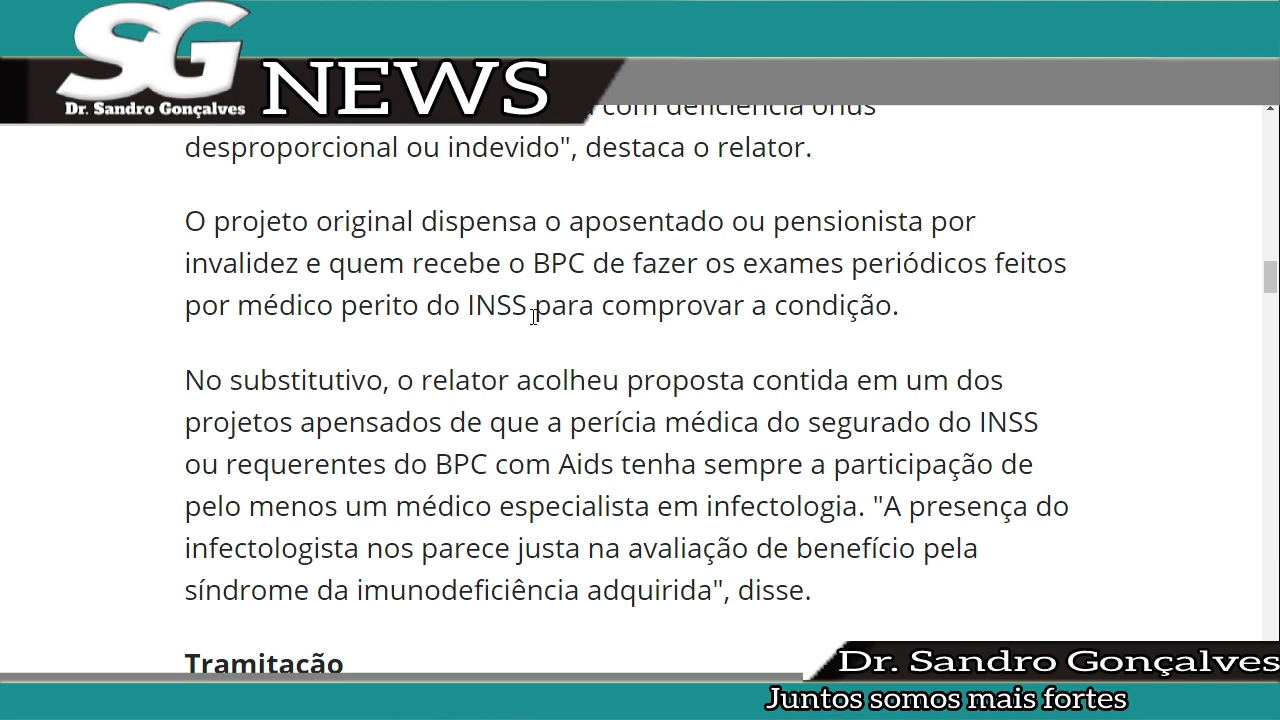 SG
Dr. Sandro Gonçalves
NEWS
com deficiência ônus
desproporcional ou indevido", destaca o relator.
O projeto original dispensa o aposentado ou pensionista por
invalidez e quem recebe o BPC de fazer os exames periódicos feitos
por médico perito do INSS para comprovar a condição.
No substitutivo, o relator acolheu proposta contida em um dos
projetos apensados de que a perícia médica do segurado do INSS
ou requerentes do BPC com Aids tenha sempre a participação de
pelo menos um médico especialista em infectologia. "A presença do
infectologista nos parece justa na avaliação de benefício pela
síndrome da imunodeficiência adquirida", disse.
Tramitação
Dr. Sandro Gonçalves
Juntos somos mais fortes